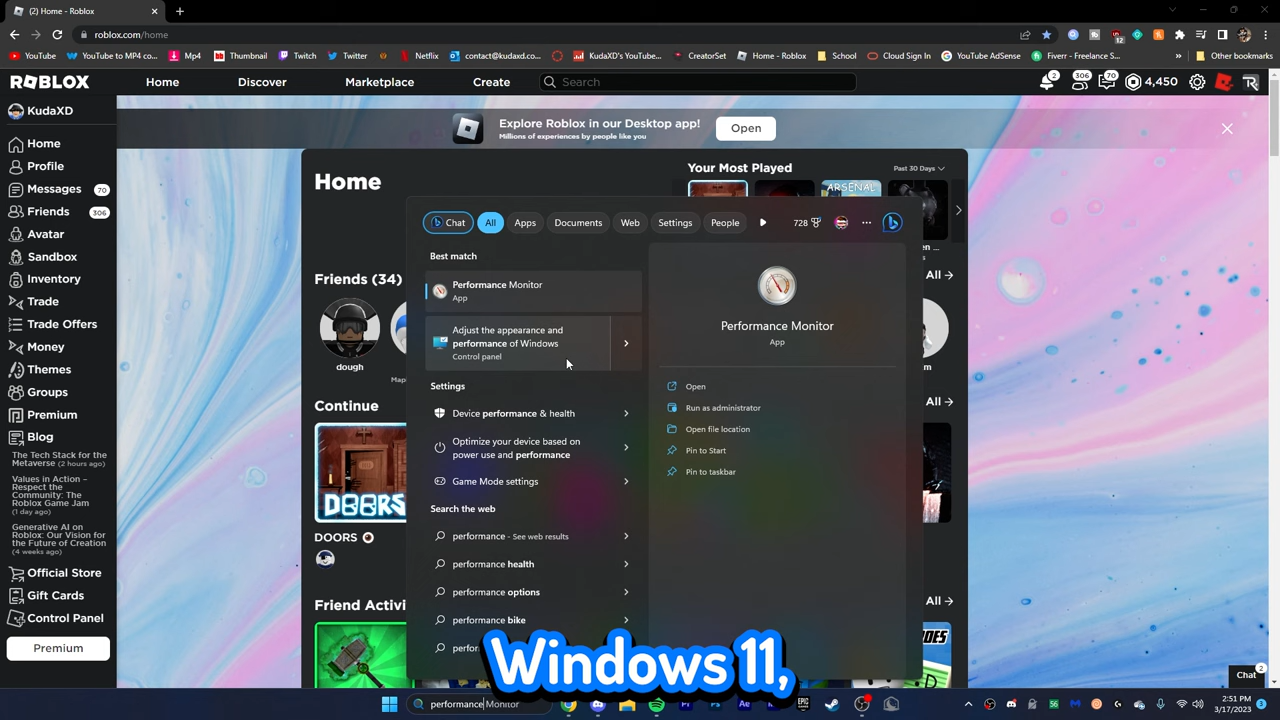 (2) Home - Roblox
roblox.com/home
YouTube
YouTube to MP4 co...
Mp4
Thumbnail
Twitch
Twitter
Netflix
contact@kudaxd.co...
KudaXD's YouTube...
CreatorSet
Home - Roblox
School
Cloud Sign In
YouTube AdSense
Fiverr - Freelance S...
Other bookmarks
ROBLOX
Home
Discover
Marketplace
Create
Search
2
306
70
4,450
KudaXD
Home
Profile
Messages
70
Friends
306
Avatar
Sandbox
Inventory
Trade
Trade Offers
Money
Themes
Groups
Premium
Blog
The Tech Stack for the
Metaverse (2 hours ago)
Values in Action –
Respect the
Community: The
Roblox Game Jam
(1 day ago)
Generative AI on
Roblox: Our Vision for
the Future of Creation
(4 weeks ago)
Official Store
Gift Cards
Control Panel
Premium
Explore Roblox in our Desktop app!
Millions of experiences by people like you
Open
Home
Your Most Played
Past 30 Days
ARSENAL
Friends (34)
All
dough
Continue
All
DOORS
DOORS
Friend Activi
All
Chat
All
Apps
Documents
Web
Settings
People
728
Best match
Performance Monitor
App
Adjust the appearance and
performance of Windows
Control panel
Settings
Device performance & health
Optimize your device based on
power use and performance
Game Mode settings
Search the web
performance - See web results
performance health
performance options
performance bike
Performance Monitor
App
Open
Run as administrator
Open file location
Pin to Start
Pin to taskbar
Windows 11,
Chat
2
performance Monitor
2:51 PM
3/17/2023